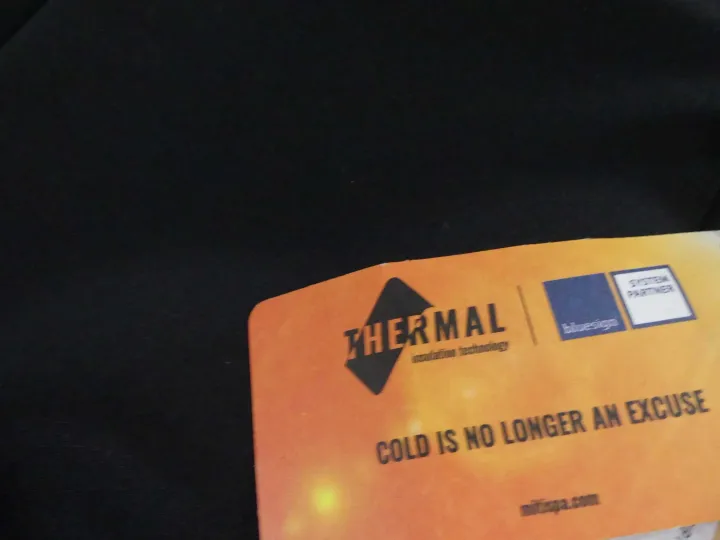 THERMAL
insulation technology
bluesign
SYSTEM
PARTNER
COLD IS NO LONGER AN EXCUSE
mitispa.com